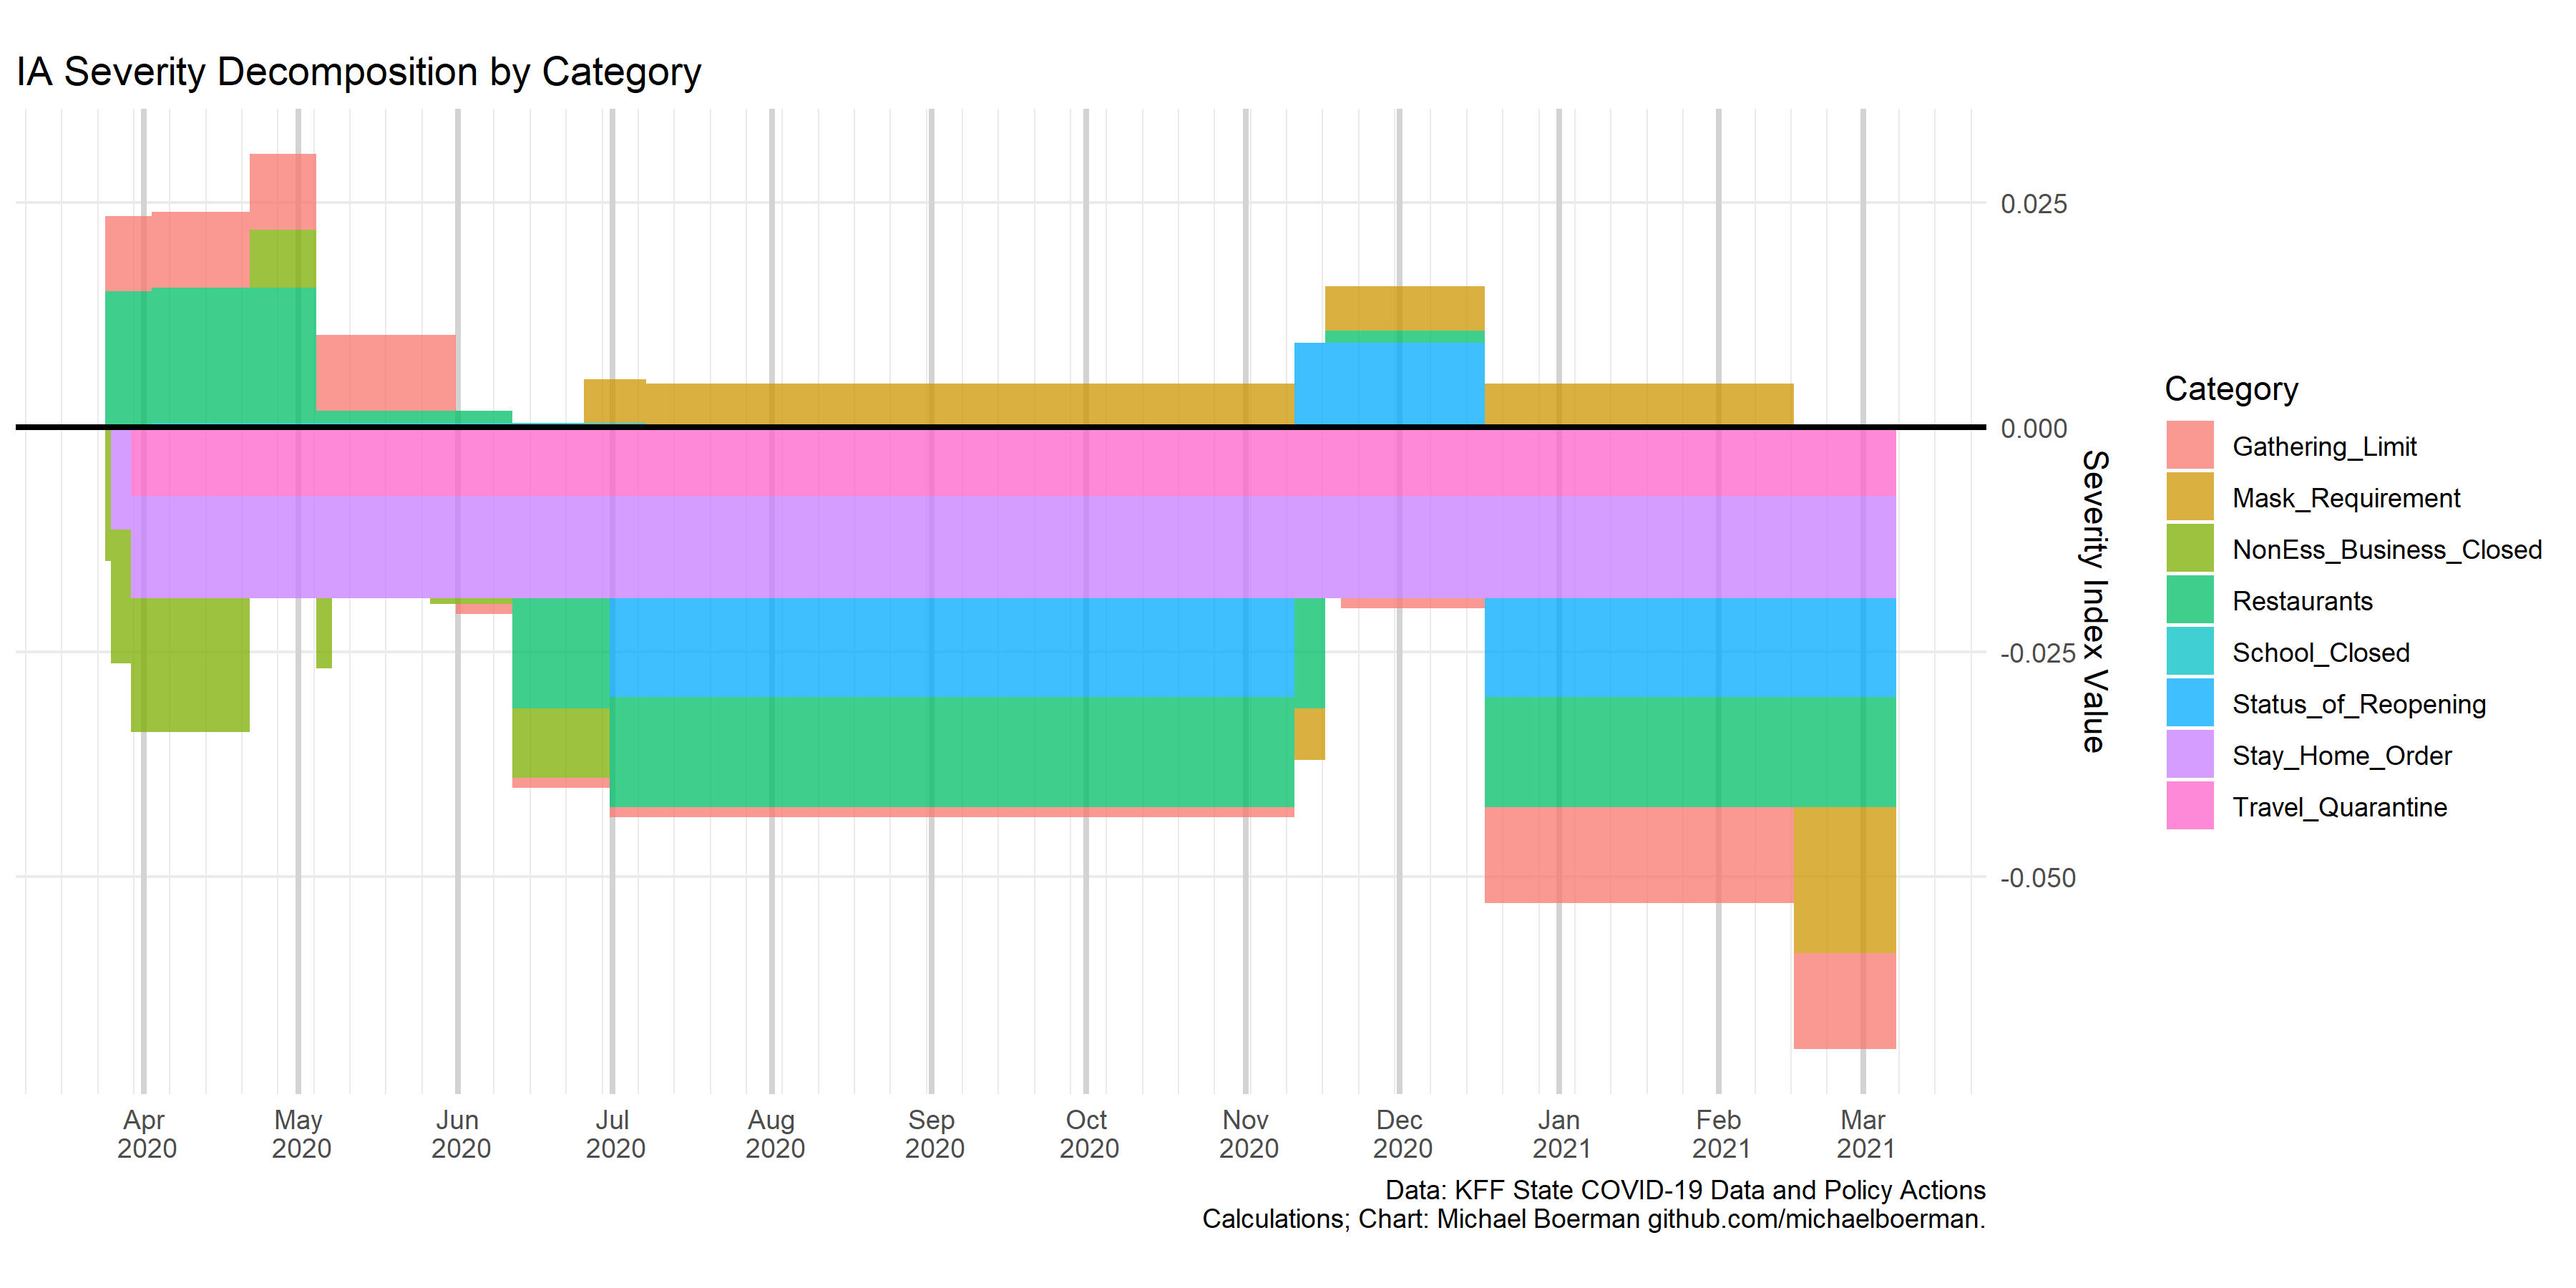 IA Severity Decomposition by Category
0.025
0.000
-0.025
-0.050
Severity Index Value
Category
Gathering_Limit
Mask_Requirement
NonEss_Business_Closed
Restaurants
School_Closed
Status_of_Reopening
Stay_Home_Order
Travel_Quarantine
Apr May Jun Jul Aug Sep Oct Nov Dec Jan Feb Mar
2020 2020 2020 2020 2020 2020 2020 2020 2020 2021 2021 2021
Data: KFF State COVID-19 Data and Policy Actions
Calculations; Chart: Michael Boerman github.com/michaelboerman.